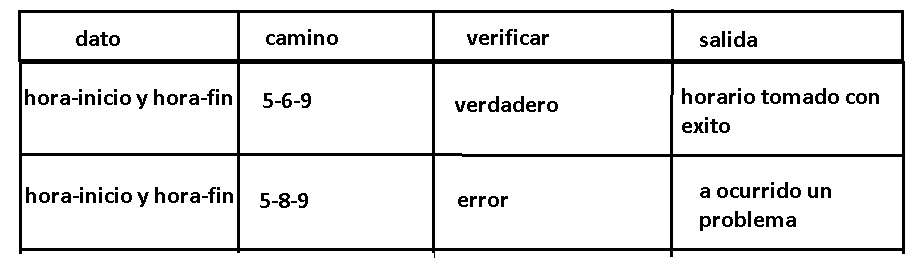 dato camino verificar salida
hora-inicio y hora-fin 5-6-9 verdadero horario tomado con
exito
hora-inicio y hora-fin 5-8-9 error a ocurrido un
problema